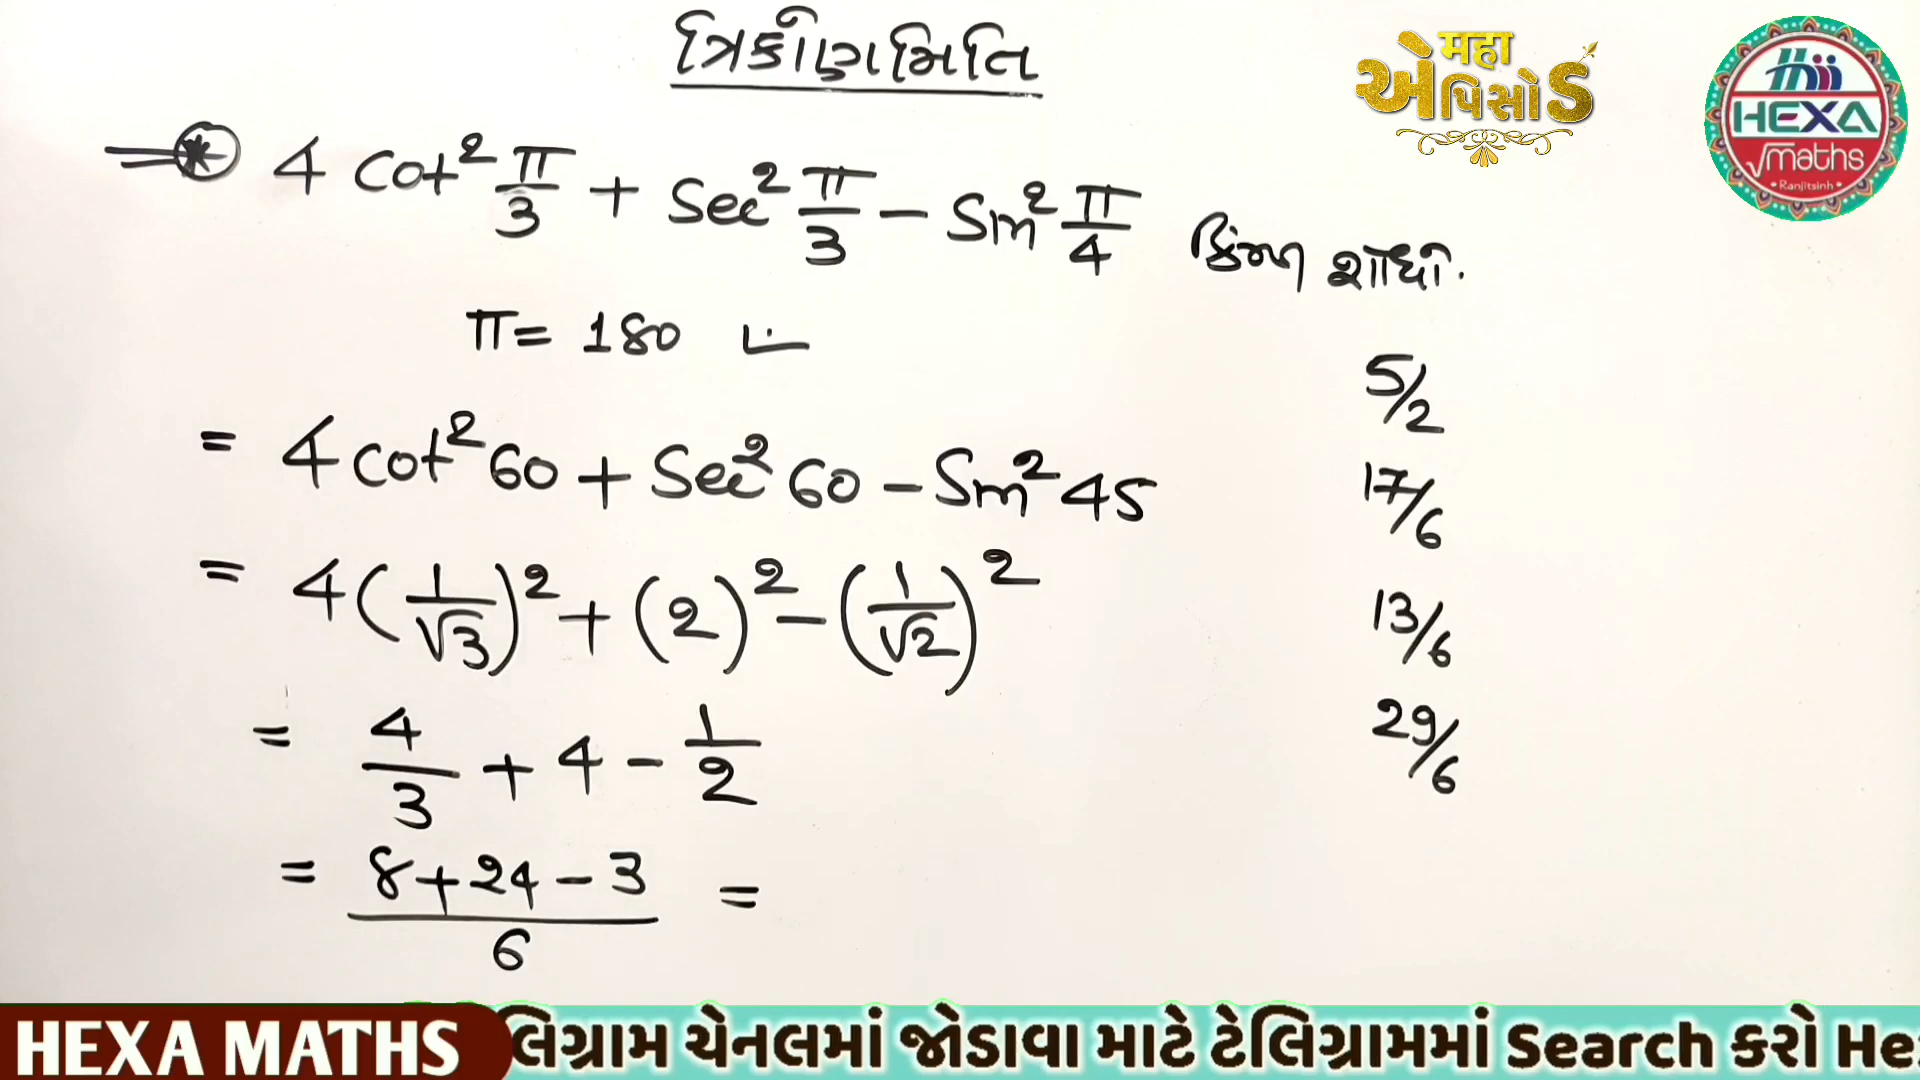 ત્રિકોણમિતિ
મહા
એપિસોડ
HEXA
√maths
Ranjitsinh
4 Cot² π/3 + Sec² π/3 - Sin² π/4 કિંમત શોધો.
π = 180
5/2
= 4 cot² 60 + Sec² 60 - Sin² 45
17/6
= 4(1/√3)² + (2)² - (1/√2)²
13/6
= 4/3 + 4 - 1/2
29/6
= 8+24-3/6 =
HEXA MATHS
લિગ્રામ ચેનલમાં જોડાવા માટે ટેલિગ્રામમાં Search કરો He